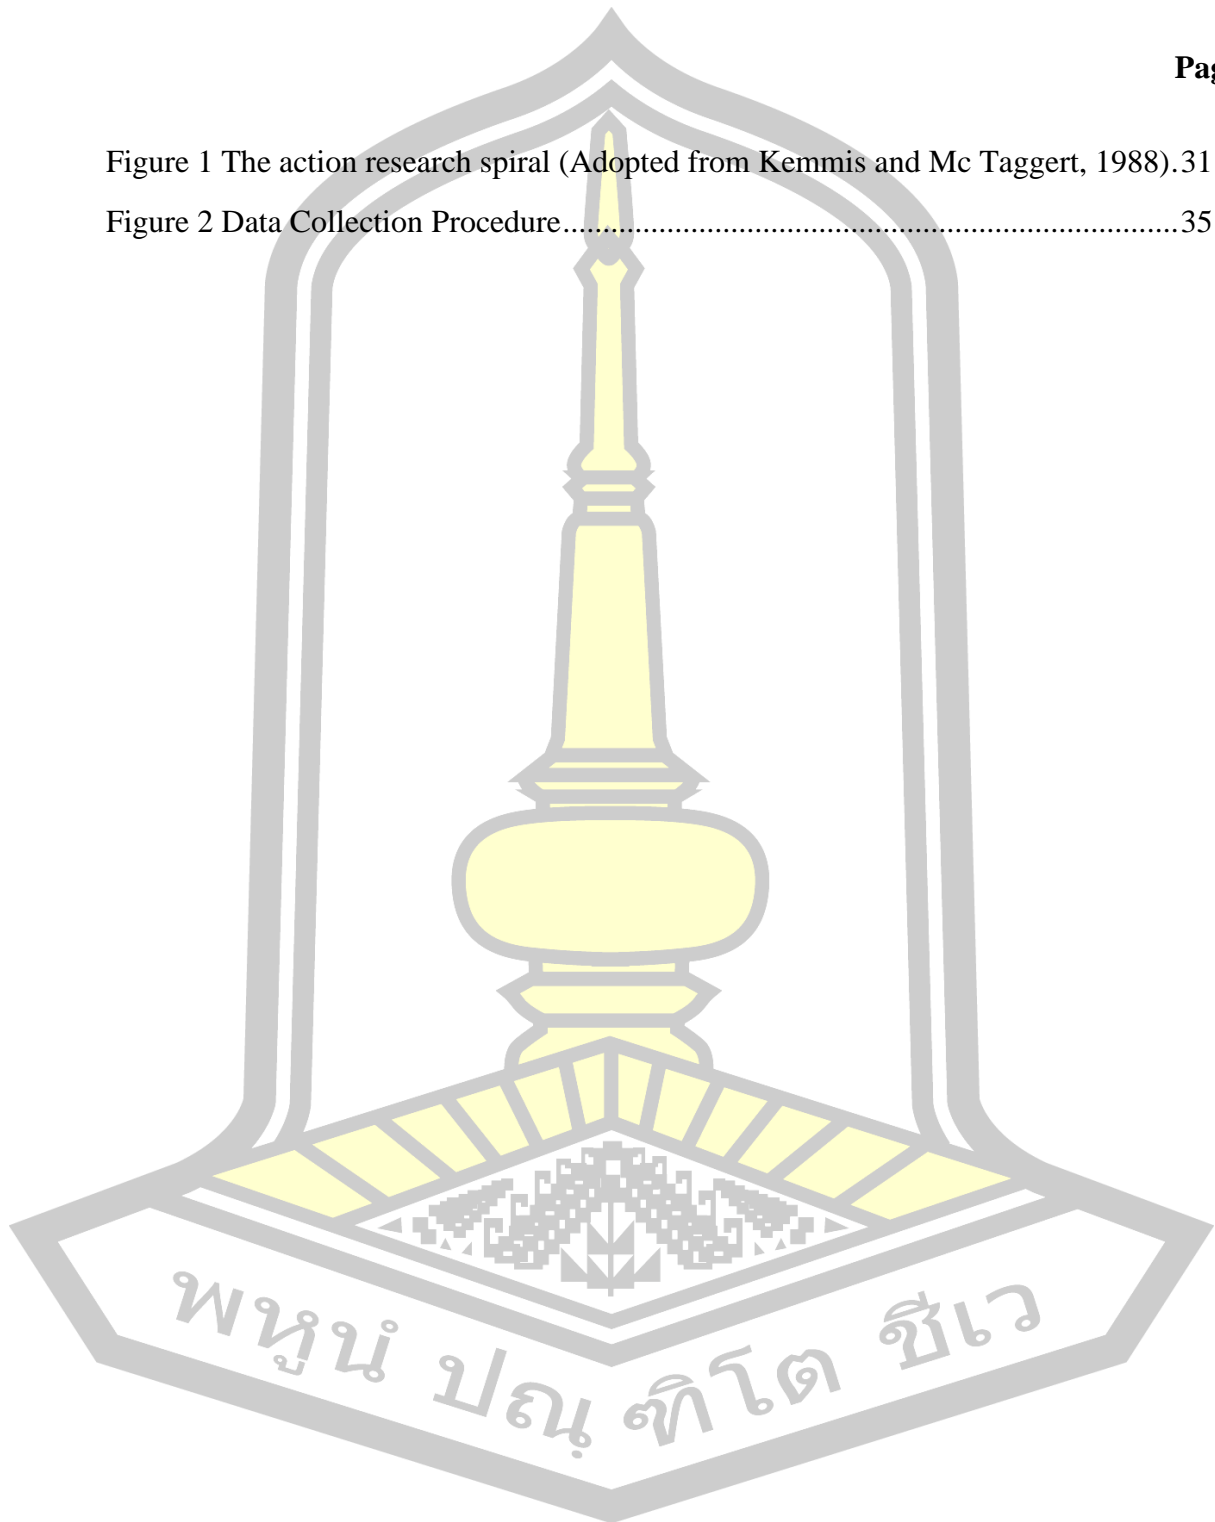 Pag
Figure 1 The action research spiral (Adopted from Kemmis and Mc Taggert, 1988).31
Figure 2 Data Collection Procedure.............................................................................35
พหูนํ ปณฺฑิโต ชีเว